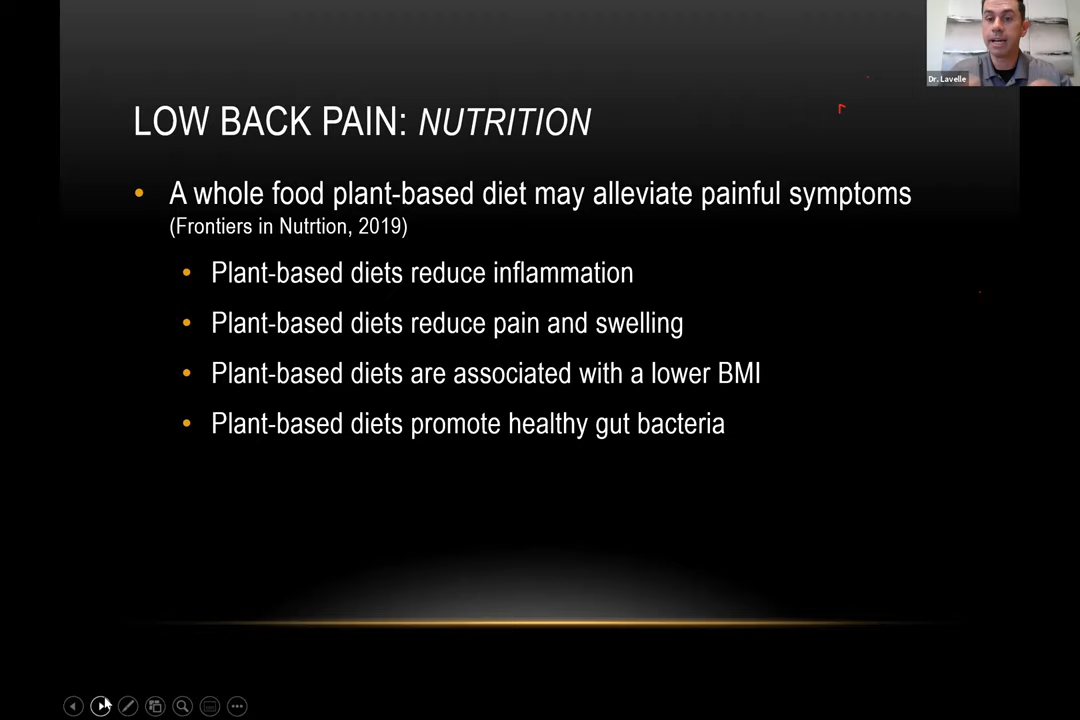 Dr. Lavelle
LOW BACK PAIN: NUTRITION
• A whole food plant-based diet may alleviate painful symptoms
(Frontiers in Nutrtion, 2019)
• Plant-based diets reduce inflammation
• Plant-based diets reduce pain and swelling
• Plant-based diets are associated with a lower BMI
• Plant-based diets promote healthy gut bacteria